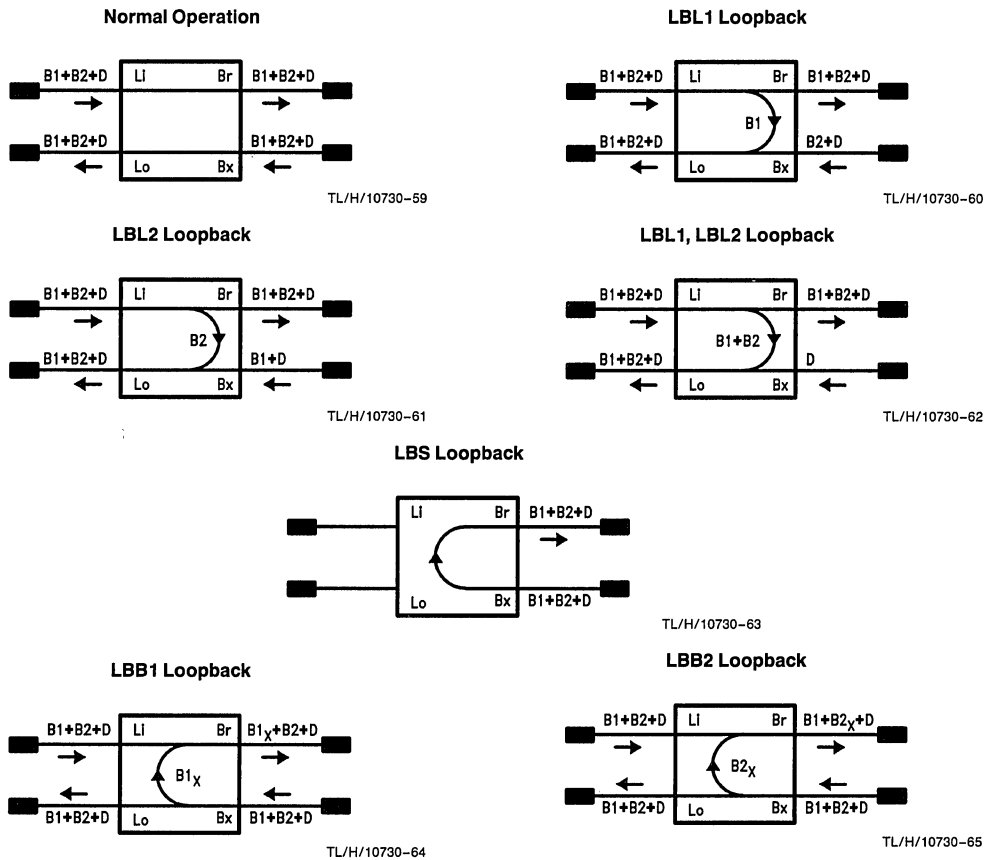 Normal Operation
B1+B2+D Li Br B1+B2+D
B1+B2+D Lo Bx B1+B2+D
TL/H/10730-59
LBL1 Loopback
B1+B2+D Li Br B1+B2+D
B1
B1+B2+D Lo Bx B2+D
TL/H/10730-60
LBL2 Loopback
B1+B2+D Li Br B1+B2+D
B2
B1+B2+D Lo Bx B1+D
TL/H/10730-61
LBL1, LBL2 Loopback
B1+B2+D Li Br B1+B2+D
B1+B2
B1+B2+D Lo Bx D
TL/H/10730-62
LBS Loopback
Li Br B1+B2+D
Lo Bx B1+B2+D
TL/H/10730-63
LBB1 Loopback
B1+B2+D Li Br B1X+B2+D
B1X
B1+B2+D Lo Bx B1+B2+D
TL/H/10730-64
LBB2 Loopback
B1+B2+D Li Br B1+B2X+D
B2X
B1+B2+D Lo Bx B1+B2+D
TL/H/10730-65